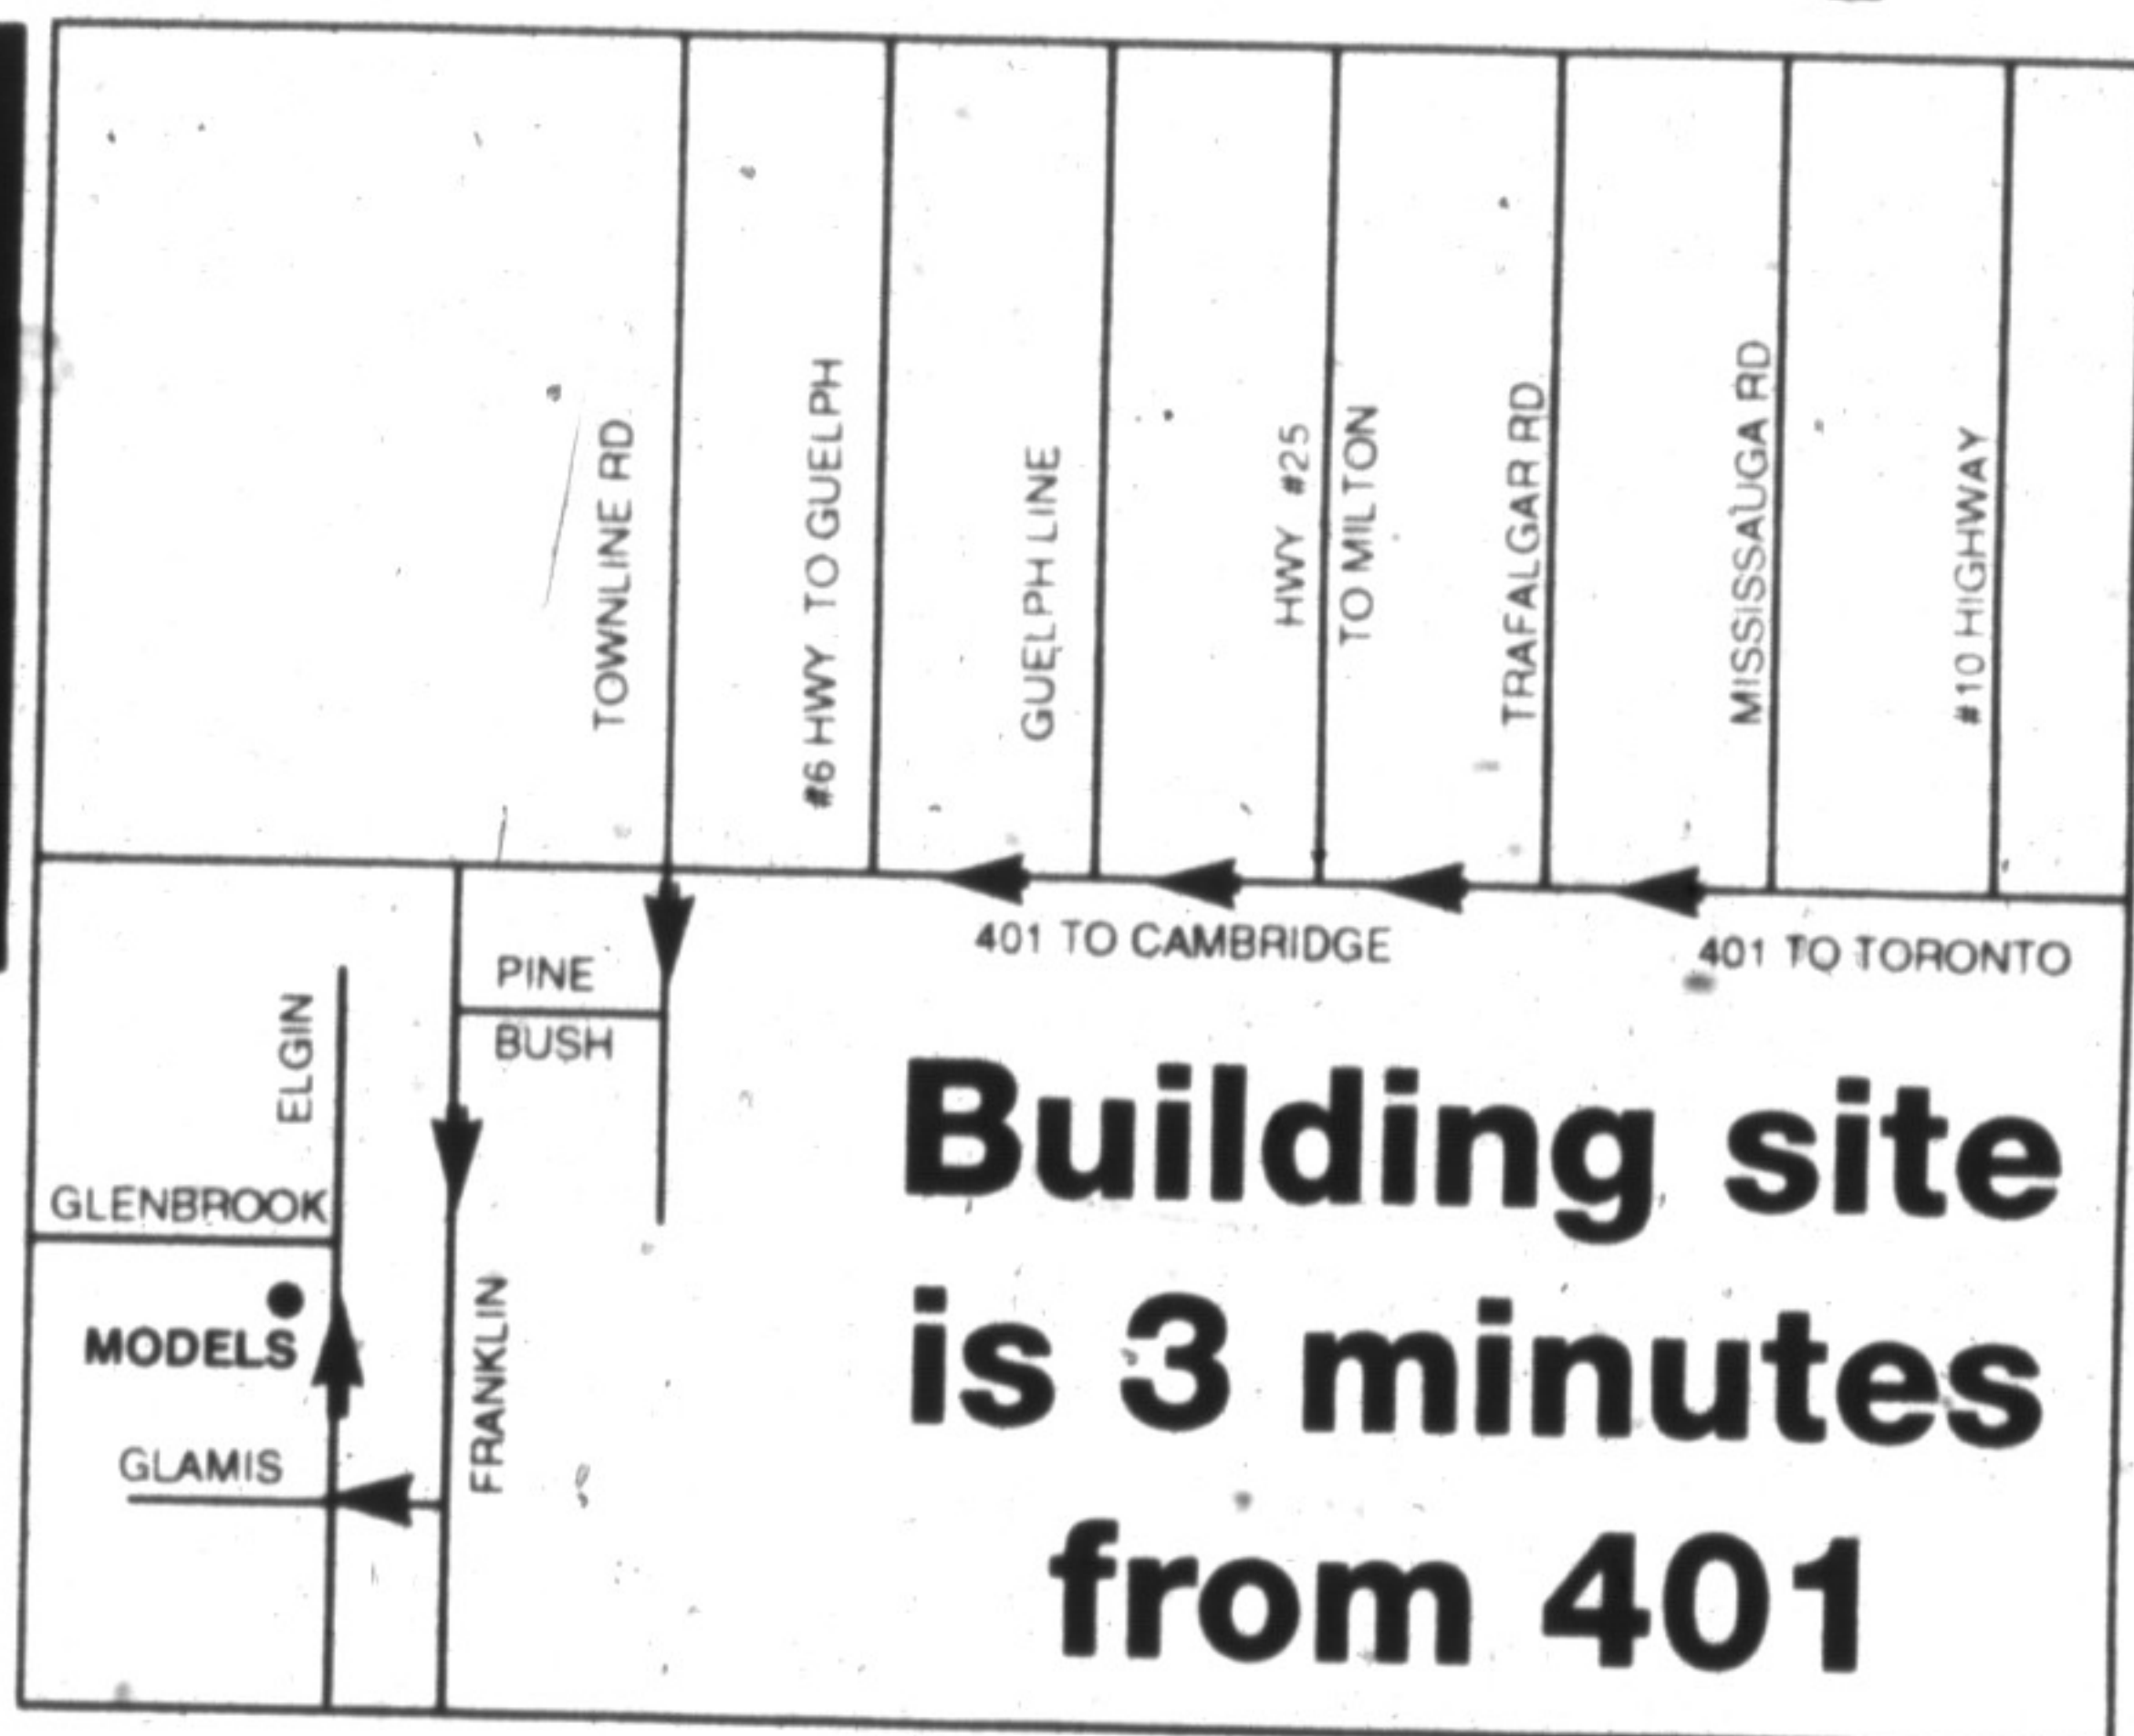 TOWNLINE RD.
#6 HWY. TO GUELPH
GUELPH LINE
HWY #25
TO MILTON
TRAFALGAR RD.
MISSISSAUGA RD
#10 HIGHWAY
401 TO CAMBRIDGE
401 TO TORONTO
PINE
BUSH
ELGIN
GLENBROOK
MODELS
FRANKLIN
GLAMIS
Building site
is 3 minutes
from 401